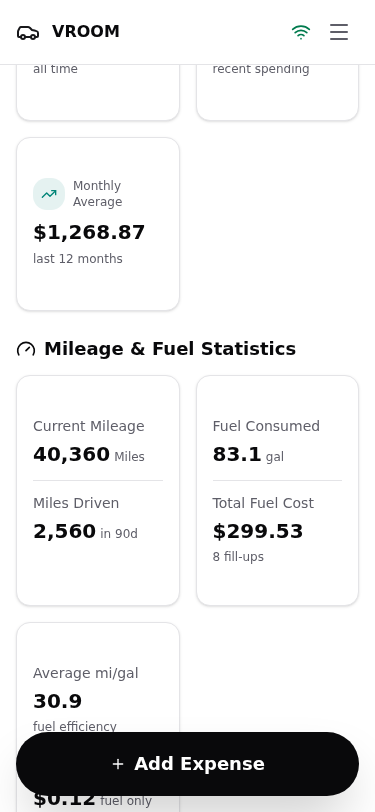 VROOM
all time
recent spending
Monthly
Average
$1,268.87
last 12 months
Mileage & Fuel Statistics
Current Mileage
40,360 Miles
Miles Driven
2,560 in 90d
Fuel Consumed
83.1 gal
Total Fuel Cost
$299.53
8 fill-ups
Average mi/gal
30.9
fuel efficiency
+ Add Expense
$0.12 fuel only